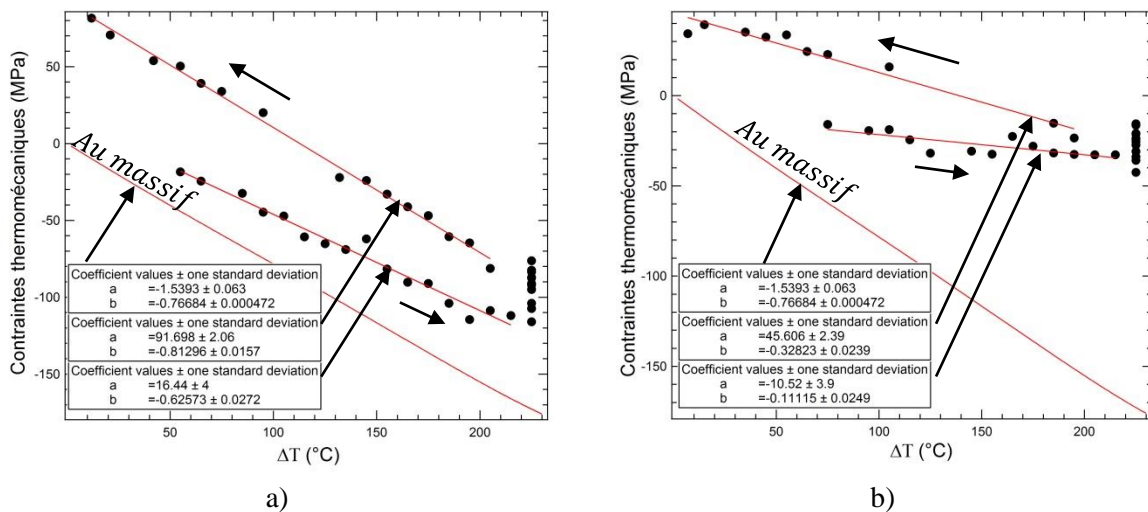 Contraintes thermomécaniques (MPa)
50
0
-50
-100
-150
Au massif
Coefficient values ± one standard deviation
a =-1.5393 ± 0.063
b =-0.76684 ± 0.000472
Coefficient values ± one standard deviation
a =91.698 ± 2.06
b =-0.81296 ± 0.0157
Coefficient values ± one standard deviation
a =16.44 ± 4
b =-0.62573 ± 0.0272
50 100 150 200
ΔT (°C)
a)
Contraintes thermomécaniques (MPa)
0
-50
-100
-150
Au massif
Coefficient values ± one standard deviation
a =-1.5393 ± 0.063
b =-0.76684 ± 0.000472
Coefficient values ± one standard deviation
a =45.606 ± 2.39
b =-0.32823 ± 0.0239
Coefficient values ± one standard deviation
a =-10.52 ± 3.9
b =-0.11115 ± 0.0249
50 100 150 200
ΔT (°C)
b)